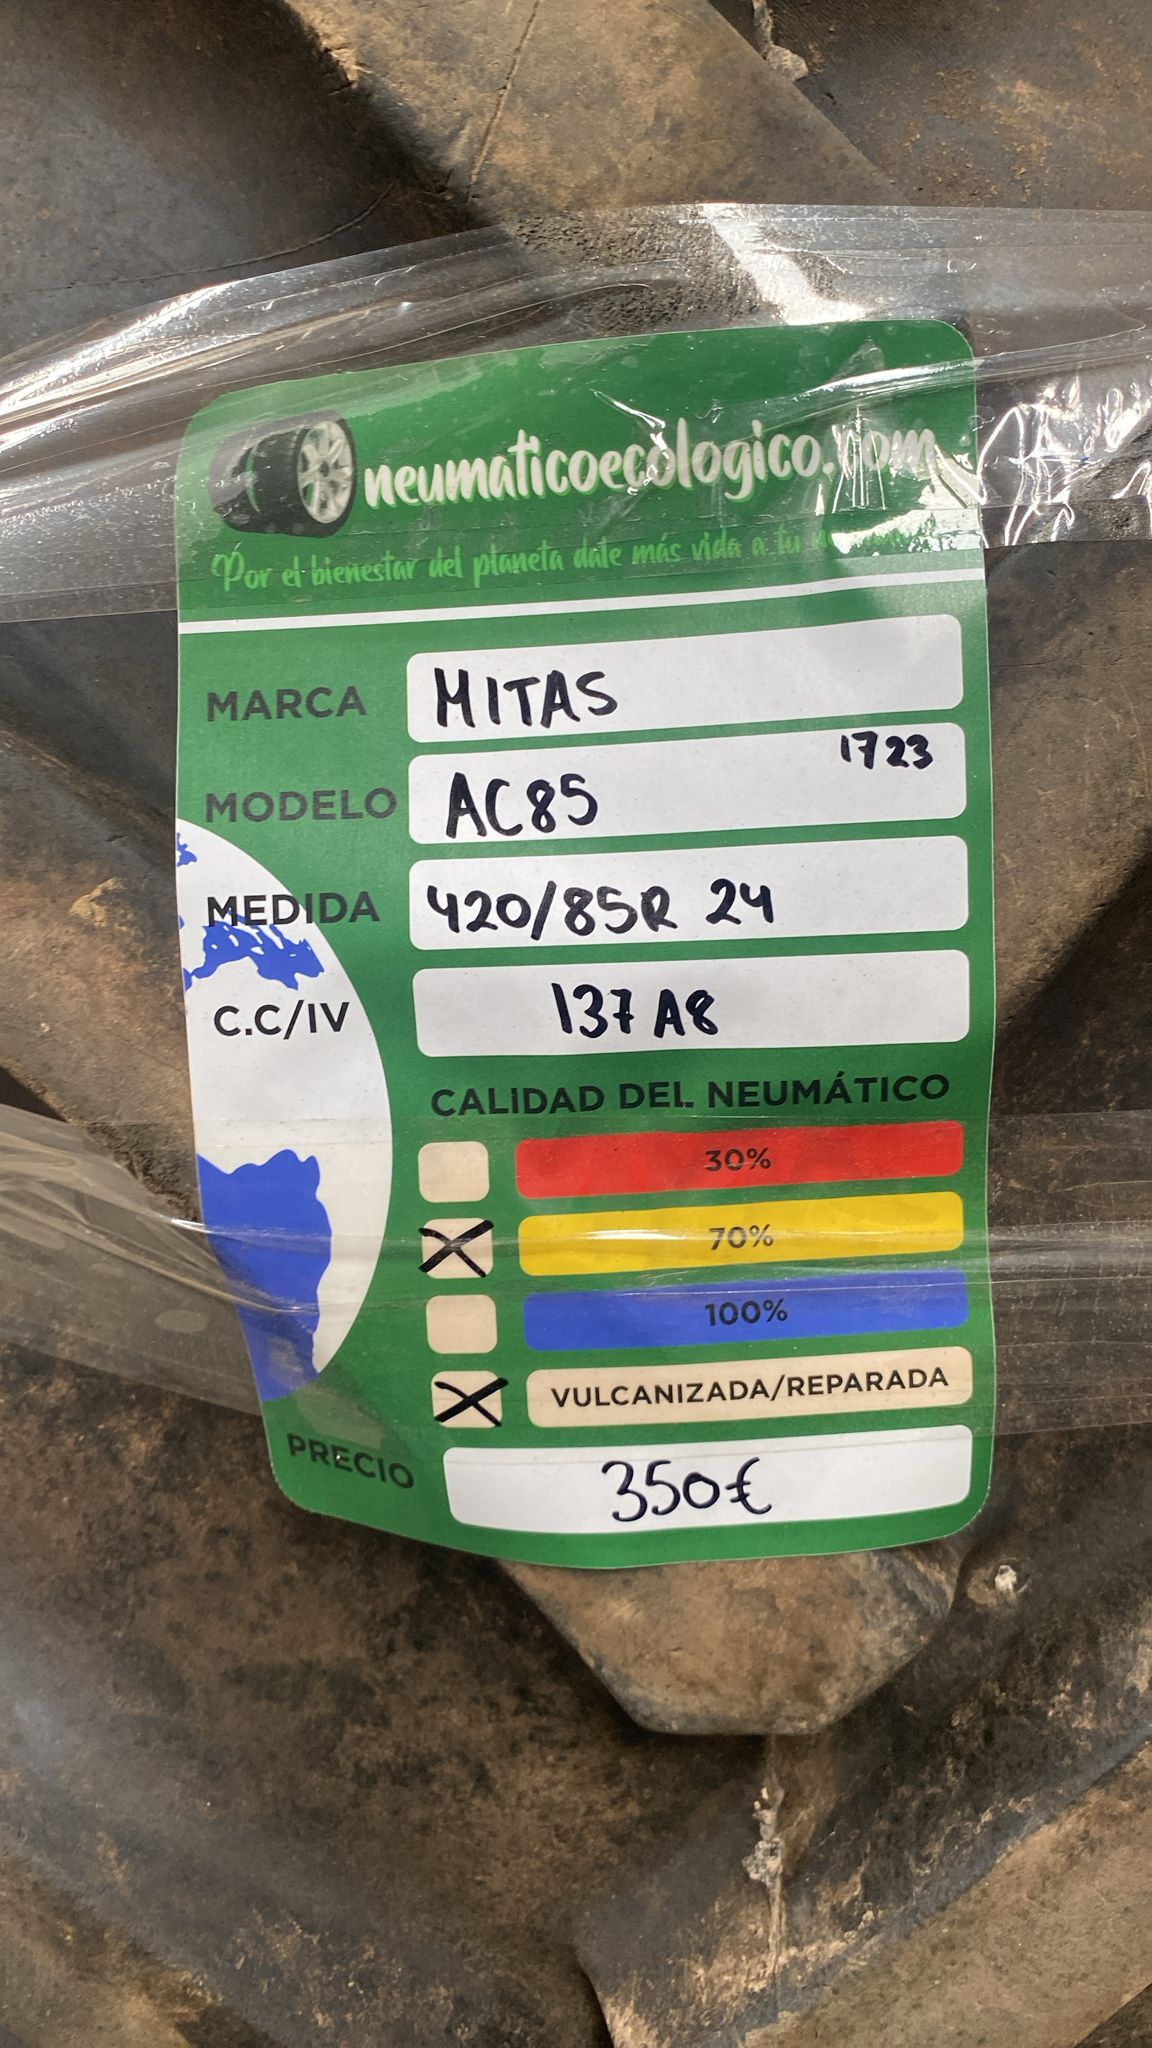 neumaticoecologico.com
Por el bienestar del planeta dale más vida a tu
MARCA MITAS
1723
MODELO AC85
MEDIDA 420/85R 24
C.C/IV 137 A8
CALIDAD DEL NEUMÁTICO
30%
70%
100%
VULCANIZADA/REPARADA
PRECIO 350€